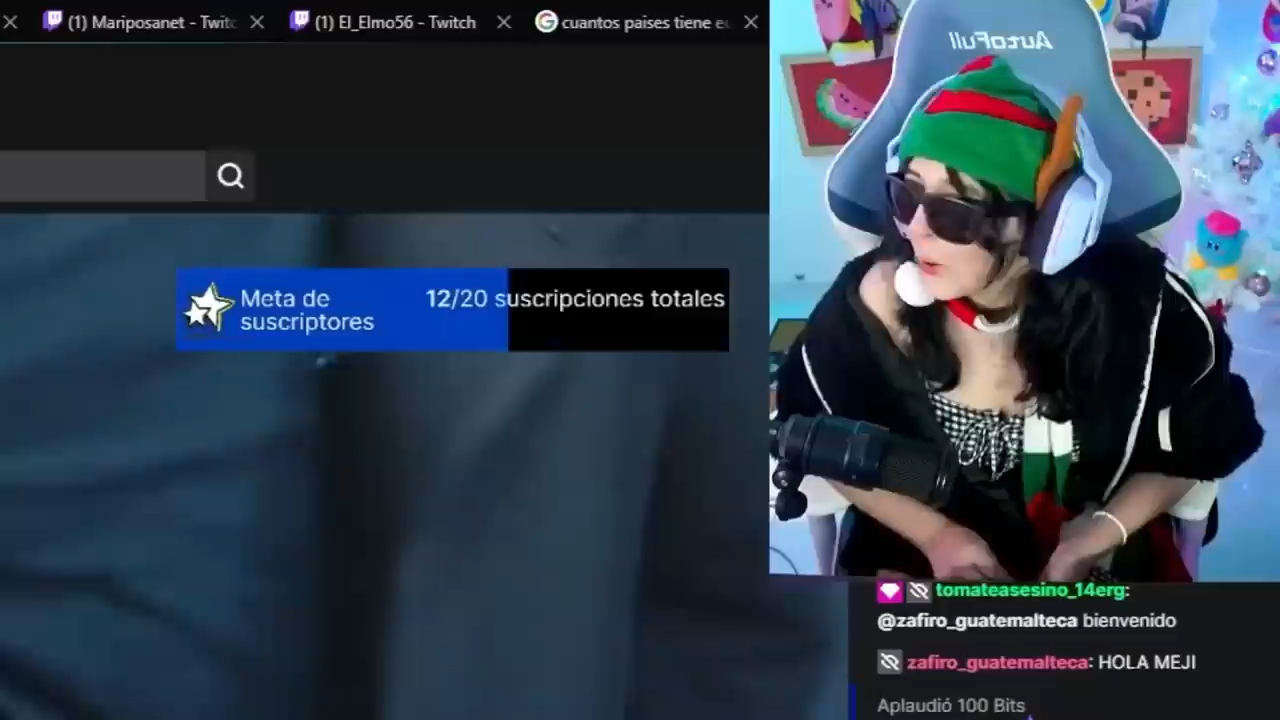 (1) Mariposanet - Twitc
(1) El_Elmo56 - Twitch
cuantos paises tiene e
AutoFull
Meta de
suscriptores
12/20 suscripciones totales
tomateasesino_14erg:
@zafiro_guatemalteca bienvenido
zafiro_guatemalteca: HOLA MEJI
Aplaudió 100 Bits